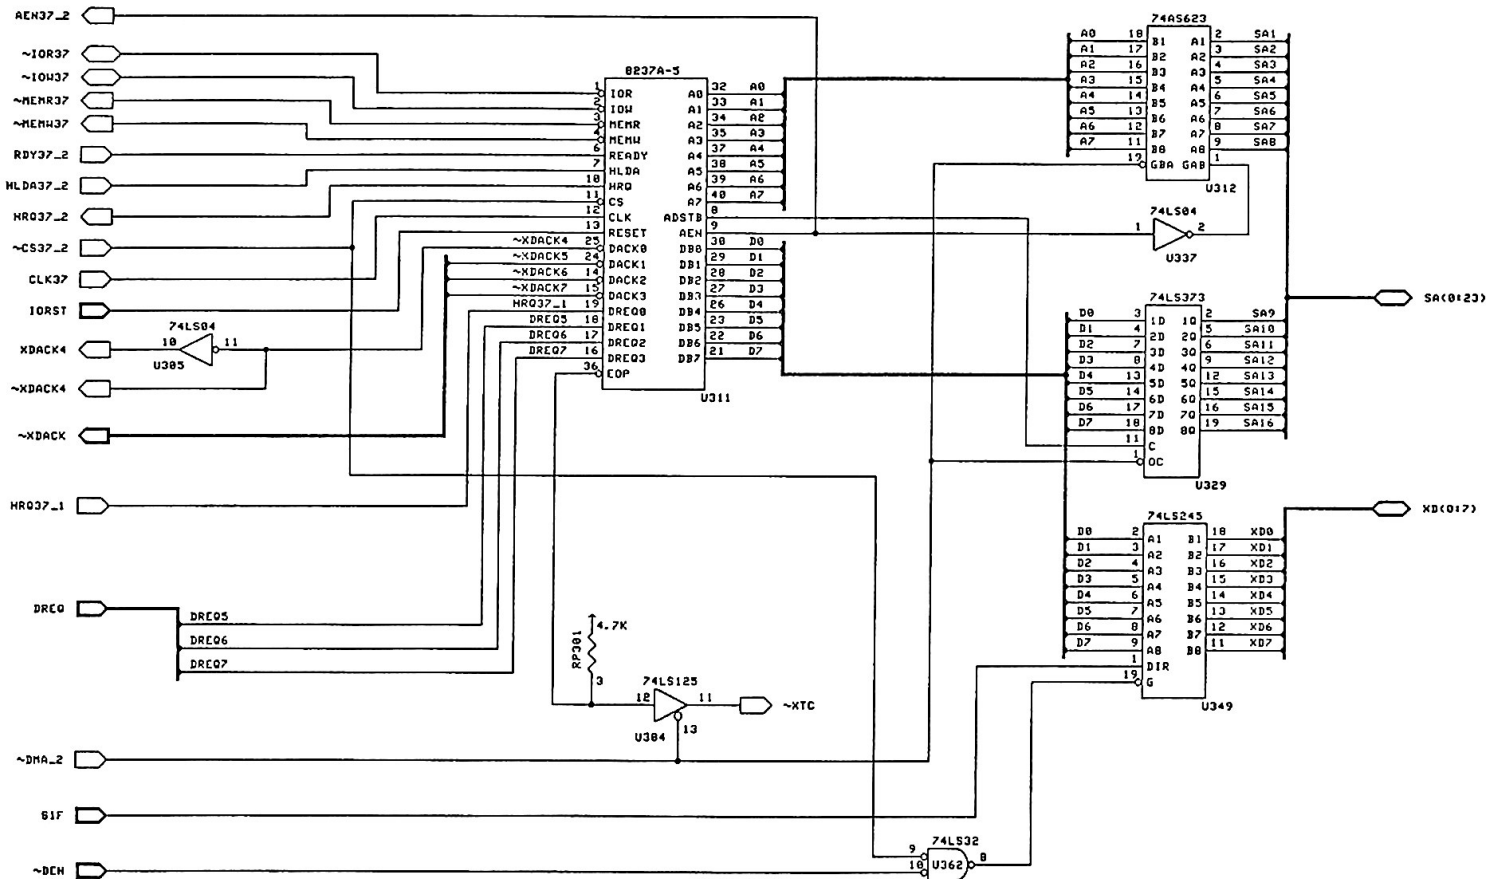 AEN37_2
~IOR37
~IOW37
~MEMR37
~MEMW37
RDY37_2
HLDA37_2
HRQ37_2
~CS37_2
CLK37
IORST
XDACK4
~XDACK4
~XDACK
HRQ37_1
DREQ
~DMA_2
S1F
~DEN
74LS04
10
11
U305
DREQ5
DREQ6
DREQ7
8237A-5
1 IOR
2 IOW
3 MEMR
4 MEMW
6 READY
7 HLDA
10 HRQ
11 CS
12 CLK
13 RESET
~XDACK4 25 DACK0
~XDACK5 24 DACK1
~XDACK6 14 DACK2
~XDACK7 15 DACK3
HRQ37_1 19 DREQ0
DREQ5 18 DREQ1
DREQ6 17 DREQ2
DREQ7 16 DREQ3
36 EOP
A0 32 A0
A1 33 A1
A2 34 A2
A3 35 A3
A4 37 A4
A5 38 A5
A6 39 A6
A7 40 A7
ADSTB 8
AEN 9
DB0 30 D0
DB1 29 D1
DB2 28 D2
DB3 27 D3
DB4 26 D4
DB5 23 D5
DB6 22 D6
DB7 21 D7
U311
4.7K
RP301
3
74LS125
12
11
13
U304
~XTC
74AS623
A0 18 B1 A1 2 SA1
A1 17 B2 A2 3 SA2
A2 16 B3 A3 4 SA3
A3 15 B4 A4 5 SA4
A4 14 B5 A5 6 SA5
A5 13 B6 A6 7 SA6
A6 12 B7 A7 8 SA7
A7 11 B8 A8 9 SA8
19 GBA GAB 1
U312
74LS04
1
2
U337
SA(0:23)
74LS373
D0 3 1D 1Q 2 SA9
D1 4 2D 2Q 5 SA10
D2 7 3D 3Q 6 SA11
D3 8 4D 4Q 9 SA12
D4 13 5D 5Q 12 SA13
D5 14 6D 6Q 15 SA14
D6 17 7D 7Q 16 SA15
D7 18 8D 8Q 19 SA16
11 C
1 OC
U329
XD(0:7)
74LS245
D0 2 A1 B1 18 XD0
D1 3 A2 B2 17 XD1
D2 4 A3 B3 16 XD2
D3 5 A4 B4 15 XD3
D4 6 A5 B5 14 XD4
D5 7 A6 B6 13 XD5
D6 8 A7 B7 12 XD6
D7 9 A8 B8 11 XD7
1 DIR
19 G
U349
74LS32
9
10
U362
8